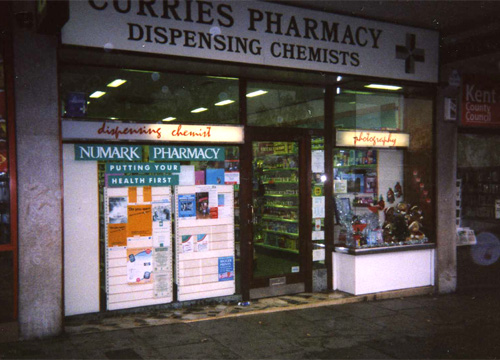 CURRIES PHARMACY
DISPENSING CHEMISTS
Kent
County
Council
dispensing chemist
photography
NUMARK PHARMACY
PUTTING YOUR
HEALTH FIRST